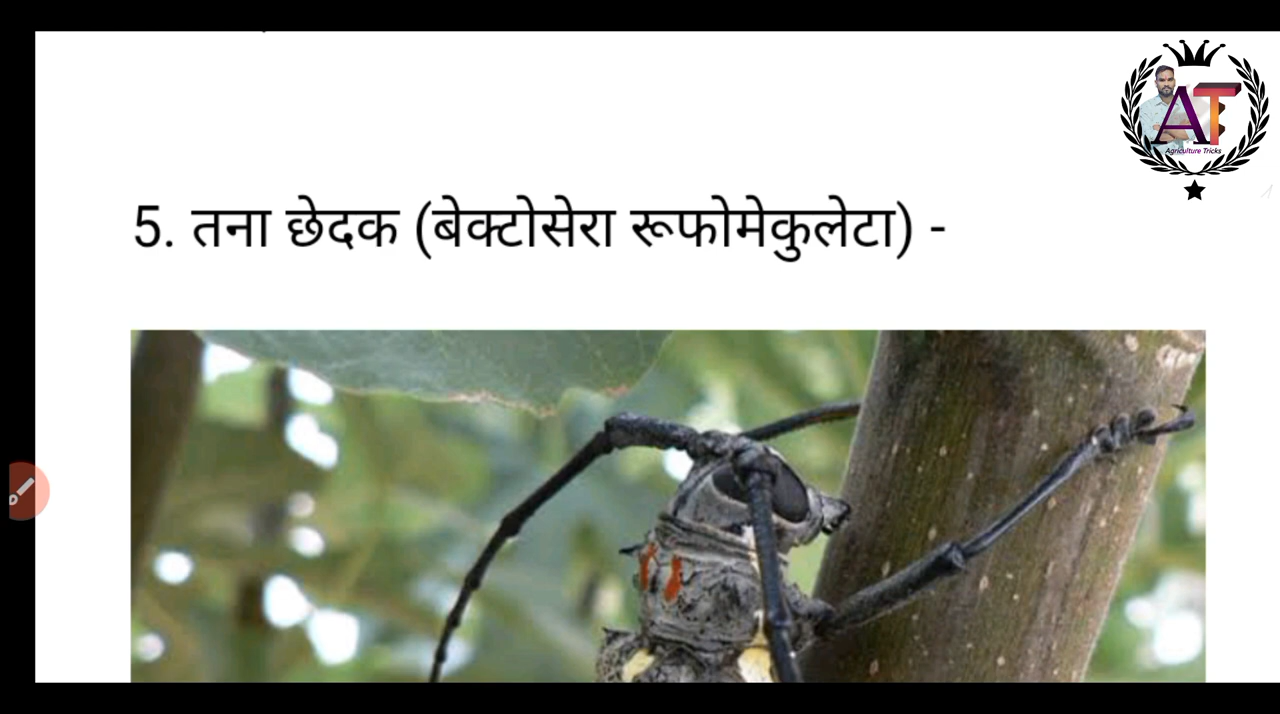 AT
Agriculture Tricks
5. तना छेदक (बेक्टोसेरा रूफोमेकुलेटा) -